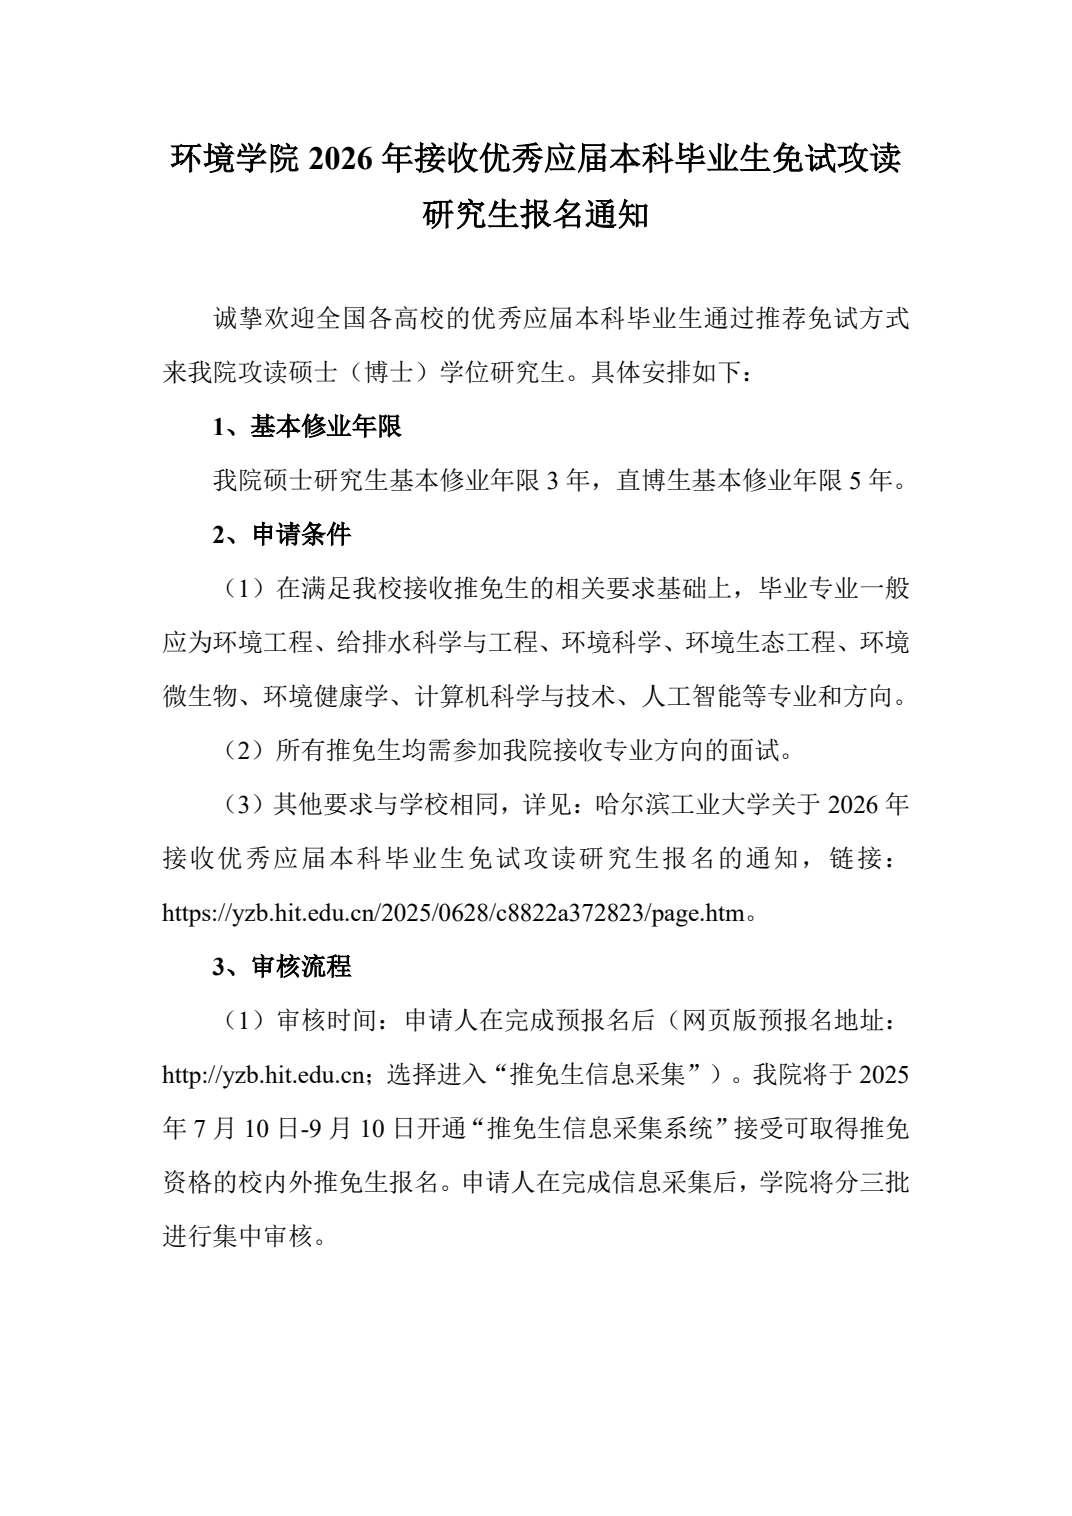 环境学院 2026 年接收优秀应届本科毕业生免试攻读
研究生报名通知
诚挚欢迎全国各高校的优秀应届本科毕业生通过推荐免试方式
来我院攻读硕士（博士）学位研究生。具体安排如下：
1、基本修业年限
我院硕士研究生基本修业年限 3 年，直博生基本修业年限 5 年。
2、申请条件
（1）在满足我校接收推免生的相关要求基础上，毕业专业一般
应为环境工程、给排水科学与工程、环境科学、环境生态工程、环境
微生物、环境健康学、计算机科学与技术、人工智能等专业和方向。
（2）所有推免生均需参加我院接收专业方向的面试。
（3）其他要求与学校相同，详见：哈尔滨工业大学关于 2026 年
接收优秀应届本科毕业生免试攻读研究生报名的通知，链接：
https://yzb.hit.edu.cn/2025/0628/c8822a372823/page.htm。
3、审核流程
（1）审核时间：申请人在完成预报名后（网页版预报名地址：
http://yzb.hit.edu.cn；选择进入“推免生信息采集”）。我院将于 2025
年 7 月 10 日-9 月 10 日开通“推免生信息采集系统”接受可取得推免
资格的校内外推免生报名。申请人在完成信息采集后，学院将分三批
进行集中审核。